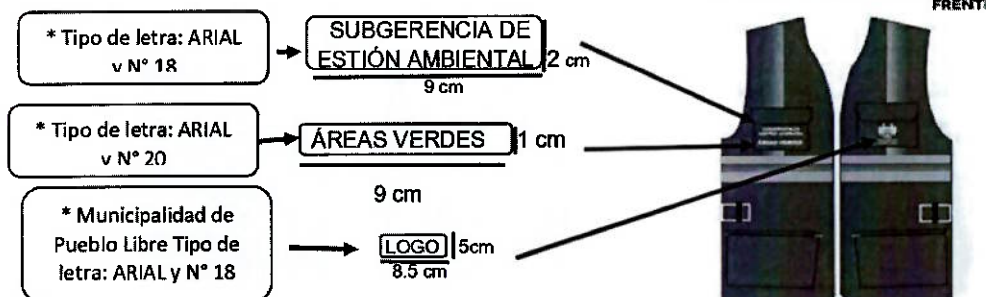 FRENTE
* Tipo de letra: ARIAL
y N° 18
SUBGERENCIA DE
ESTIÓN AMBIENTAL
2 cm
9 cm
* Tipo de letra: ARIAL
y N° 20
ÁREAS VERDES
1 cm
9 cm
* Municipalidad de
Pueblo Libre Tipo de
letra: ARIAL y N° 18
LOGO
5cm
8.5 cm
ÁREAS VERDES